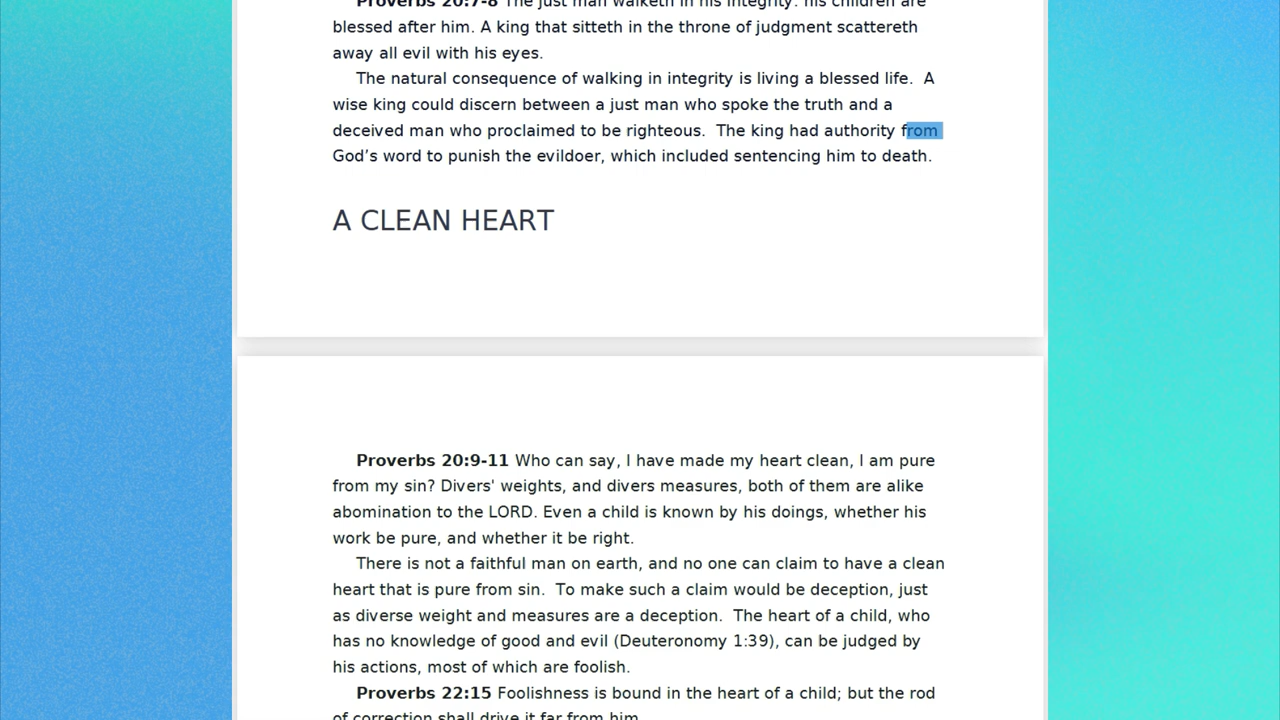 Proverbs 20:7-8 The just man walketh in his integrity: his children are
blessed after him. A king that sitteth in the throne of judgment scattereth
away all evil with his eyes.
The natural consequence of walking in integrity is living a blessed life.  A
wise king could discern between a just man who spoke the truth and a
deceived man who proclaimed to be righteous.  The king had authority from
God’s word to punish the evildoer, which included sentencing him to death.
A CLEAN HEART
Proverbs 20:9-11 Who can say, I have made my heart clean, I am pure
from my sin? Divers' weights, and divers measures, both of them are alike
abomination to the LORD. Even a child is known by his doings, whether his
work be pure, and whether it be right.
There is not a faithful man on earth, and no one can claim to have a clean
heart that is pure from sin.  To make such a claim would be deception, just
as diverse weight and measures are a deception.  The heart of a child, who
has no knowledge of good and evil (Deuteronomy 1:39), can be judged by
his actions, most of which are foolish.
Proverbs 22:15 Foolishness is bound in the heart of a child; but the rod
of correction shall drive it far from him.